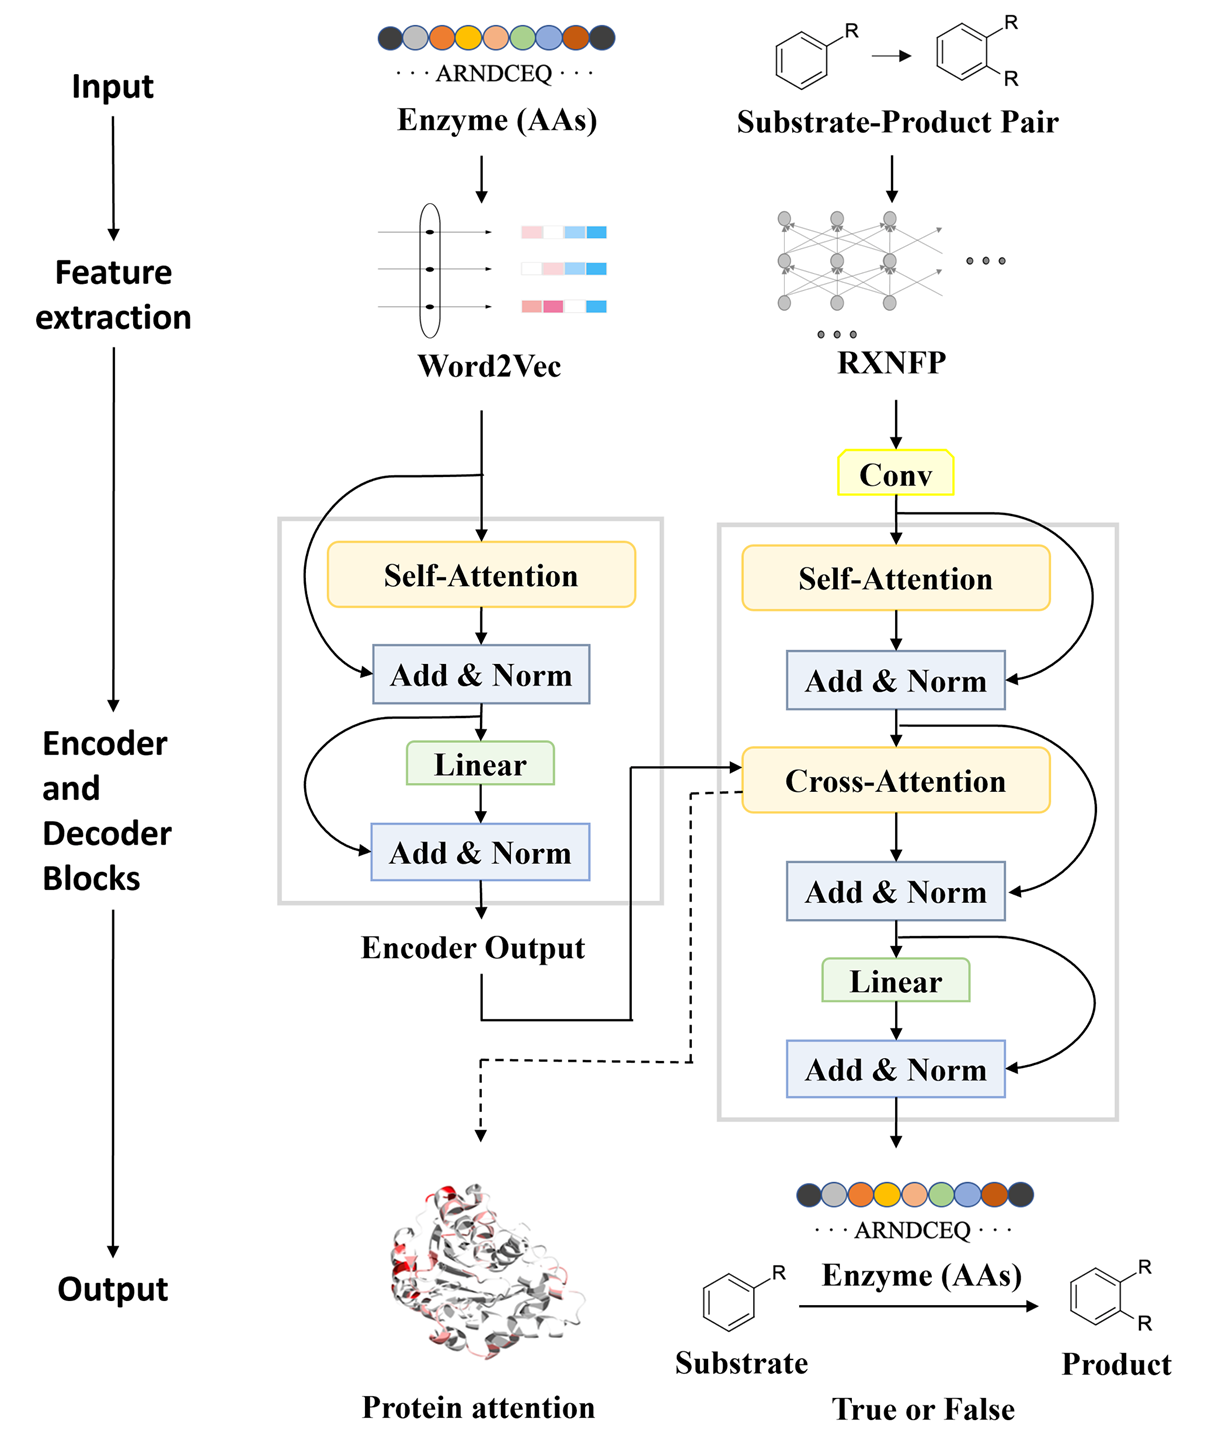 Input
Feature
extraction
Encoder
and
Decoder
Blocks
Output
· · · ARNDCEQ · · ·
Enzyme (AAs)
Word2Vec
Self-Attention
Add & Norm
Linear
Add & Norm
Encoder Output
Protein attention
R
R
R
Substrate-Product Pair
RXNFP
Conv
Self-Attention
Add & Norm
Cross-Attention
Add & Norm
Linear
Add & Norm
· · · ARNDCEQ · · ·
Enzyme (AAs)
R
Substrate
R
R
Product
True or False